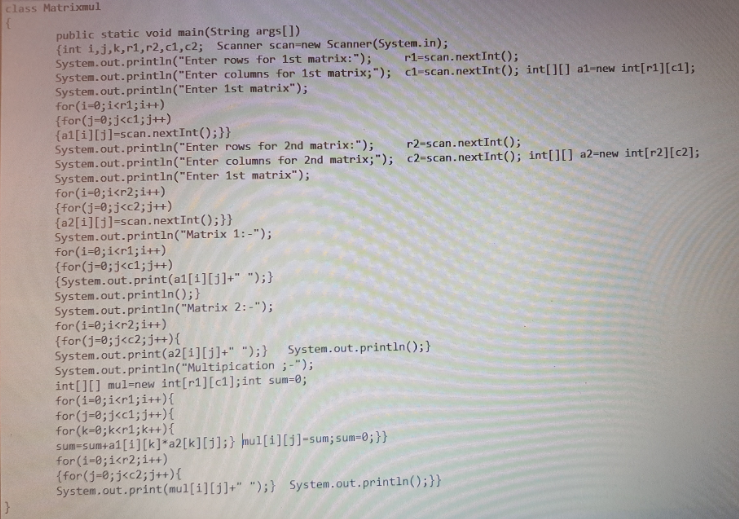 class Matrixmul
{
public static void main(String args[])
{int i,j,k,r1,r2,c1,c2;  Scanner scan=new Scanner(System.in);
System.out.println("Enter rows for 1st matrix:");     r1=scan.nextInt();
System.out.println("Enter columns for 1st matrix;");  c1=scan.nextInt(); int[][] a1=new int[r1][c1];
System.out.println("Enter 1st matrix");
for(i=0;i<r1;i++)
{for(j=0;j<c1;j++)
{a1[i][j]=scan.nextInt();}}
System.out.println("Enter rows for 2nd matrix:");     r2=scan.nextInt();
System.out.println("Enter columns for 2nd matrix;");  c2=scan.nextInt(); int[][] a2=new int[r2][c2];
System.out.println("Enter 1st matrix");
for(i=0;i<r2;i++)
{for(j=0;j<c2;j++)
{a2[i][j]=scan.nextInt();}}
System.out.println("Matrix 1:-");
for(i=0;i<r1;i++)
{for(j=0;j<c1;j++)
{System.out.print(a1[i][j]+" ");}
System.out.println();}
System.out.println("Matrix 2:-");
for(i=0;i<r2;i++)
{for(j=0;j<c2;j++){
System.out.print(a2[i][j]+" ");}   System.out.println();}
System.out.println("Multipication ;-");
int[][] mul=new int[r1][c1];int sum=0;
for(i=0;i<r1;i++){
for(j=0;j<c1;j++){
for(k=0;k<r1;k++){
sum=sum+a1[i][k]*a2[k][j];} mul[i][j]=sum;sum=0;}}
for(i=0;i<r2;i++)
{for(j=0;j<c2;j++){
System.out.print(mul[i][j]+" ");}  System.out.println();}}
}